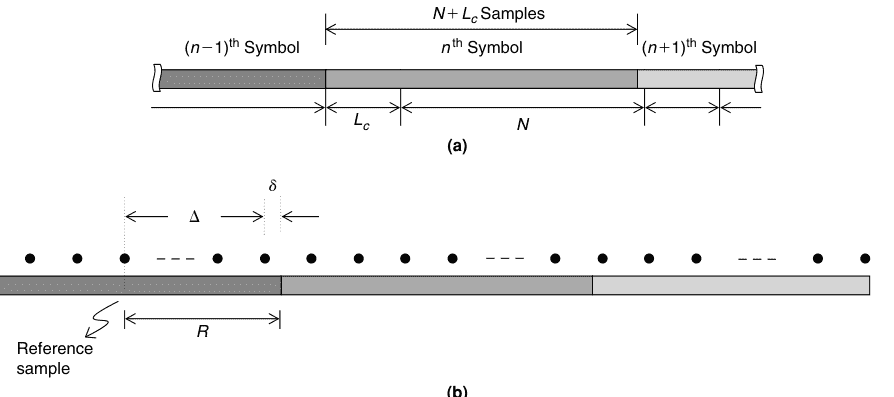 N + L_c Samples
(n−1)^th Symbol n^th Symbol (n+1)^th Symbol
L_c N
(a)
δ
Δ
R
Reference
sample
(b)